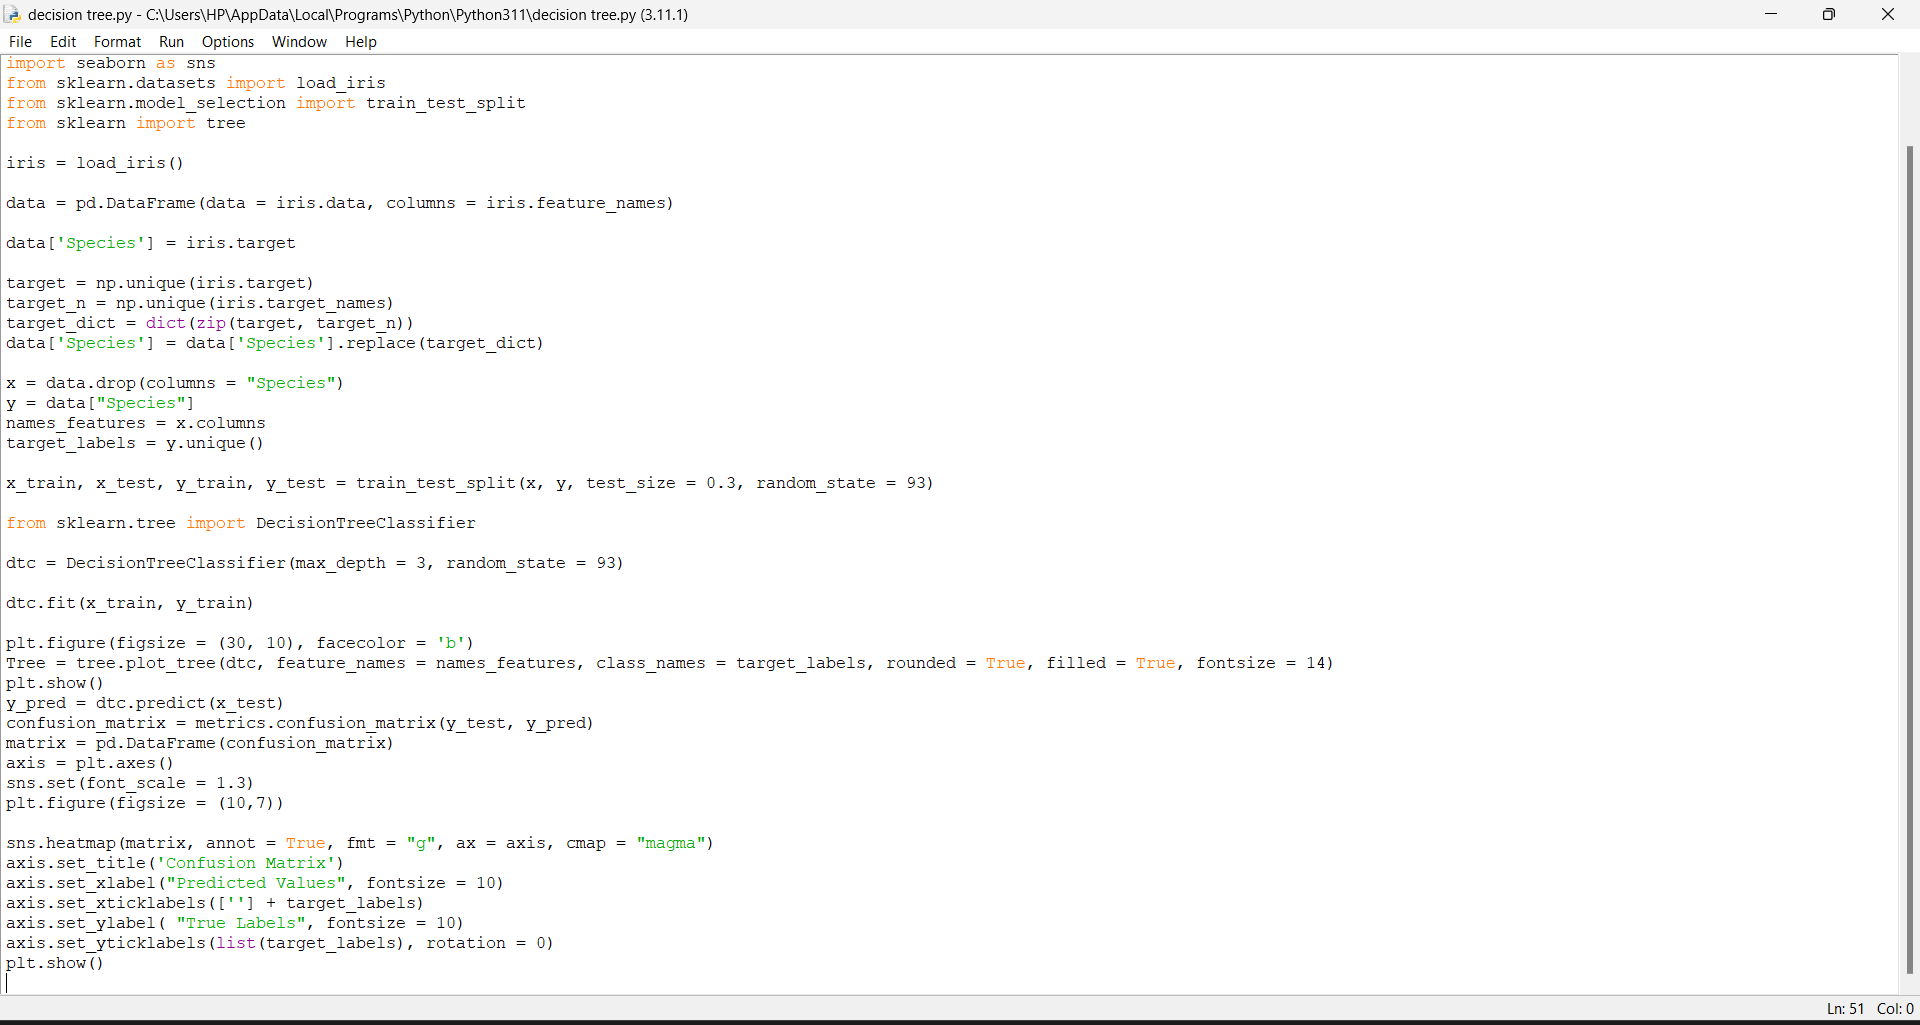 decision tree.py - C:\Users\HP\AppData\Local\Programs\Python\Python311\decision tree.py (3.11.1)
File Edit Format Run Options Window Help
import seaborn as sns
from sklearn.datasets import load_iris
from sklearn.model_selection import train_test_split
from sklearn import tree
iris = load_iris()
data = pd.DataFrame(data = iris.data, columns = iris.feature_names)
data['Species'] = iris.target
target = np.unique(iris.target)
target_n = np.unique(iris.target_names)
target_dict = dict(zip(target, target_n))
data['Species'] = data['Species'].replace(target_dict)
x = data.drop(columns = "Species")
y = data["Species"]
names_features = x.columns
target_labels = y.unique()
x_train, x_test, y_train, y_test = train_test_split(x, y, test_size = 0.3, random_state = 93)
from sklearn.tree import DecisionTreeClassifier
dtc = DecisionTreeClassifier(max_depth = 3, random_state = 93)
dtc.fit(x_train, y_train)
plt.figure(figsize = (30, 10), facecolor = 'b')
Tree = tree.plot_tree(dtc, feature_names = names_features, class_names = target_labels, rounded = True, filled = True, fontsize = 14)
plt.show()
y_pred = dtc.predict(x_test)
confusion_matrix = metrics.confusion_matrix(y_test, y_pred)
matrix = pd.DataFrame(confusion_matrix)
axis = plt.axes()
sns.set(font_scale = 1.3)
plt.figure(figsize = (10,7))
sns.heatmap(matrix, annot = True, fmt = "g", ax = axis, cmap = "magma")
axis.set_title('Confusion Matrix')
axis.set_xlabel("Predicted Values", fontsize = 10)
axis.set_xticklabels([''] + target_labels)
axis.set_ylabel( "True Labels", fontsize = 10)
axis.set_yticklabels(list(target_labels), rotation = 0)
plt.show()
Ln: 51 Col: 0